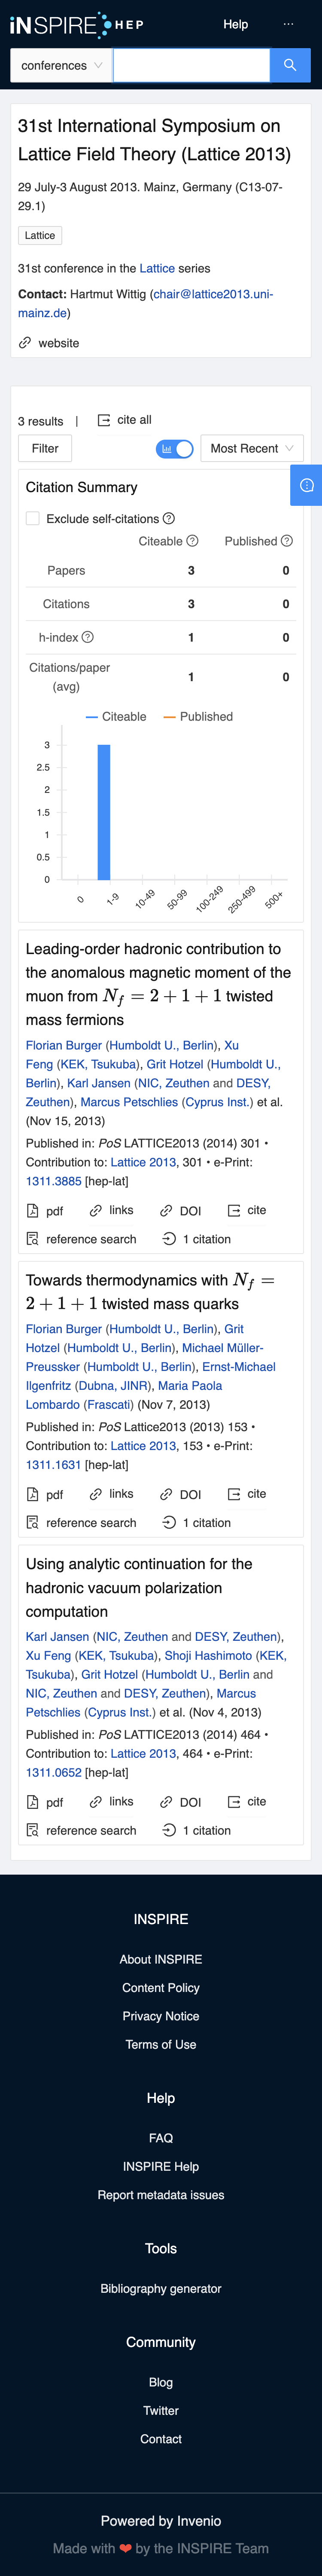 iNSPIRE HEP
Help
...
conferences
31st International Symposium on
Lattice Field Theory (Lattice 2013)
29 July-3 August 2013. Mainz, Germany (C13-07-
29.1)
Lattice
31st conference in the Lattice series
Contact: Hartmut Wittig (chair@lattice2013.uni-
mainz.de)
website
3 results | cite all
Filter
Most Recent
Citation Summary
Exclude self-citations
Citeable Published
Papers 3 0
Citations 3 0
h-index 1 0
Citations/paper
(avg) 1 0
Citeable Published
3
2.5
2
1.5
1
0.5
0
0 1-9 10-49 50-99 100-249 250-499 500+
Leading-order hadronic contribution to
the anomalous magnetic moment of the
muon from N_f = 2 + 1 + 1 twisted
mass fermions
Florian Burger (Humboldt U., Berlin), Xu
Feng (KEK, Tsukuba), Grit Hotzel (Humboldt U.,
Berlin), Karl Jansen (NIC, Zeuthen and DESY,
Zeuthen), Marcus Petschlies (Cyprus Inst.) et al.
(Nov 15, 2013)
Published in: PoS LATTICE2013 (2014) 301 •
Contribution to: Lattice 2013, 301 • e-Print:
1311.3885 [hep-lat]
pdf links DOI cite
reference search 1 citation
Towards thermodynamics with N_f =
2 + 1 + 1 twisted mass quarks
Florian Burger (Humboldt U., Berlin), Grit
Hotzel (Humboldt U., Berlin), Michael Müller-
Preussker (Humboldt U., Berlin), Ernst-Michael
Ilgenfritz (Dubna, JINR), Maria Paola
Lombardo (Frascati) (Nov 7, 2013)
Published in: PoS Lattice2013 (2013) 153 •
Contribution to: Lattice 2013, 153 • e-Print:
1311.1631 [hep-lat]
pdf links DOI cite
reference search 1 citation
Using analytic continuation for the
hadronic vacuum polarization
computation
Karl Jansen (NIC, Zeuthen and DESY, Zeuthen),
Xu Feng (KEK, Tsukuba), Shoji Hashimoto (KEK,
Tsukuba), Grit Hotzel (Humboldt U., Berlin and
NIC, Zeuthen and DESY, Zeuthen), Marcus
Petschlies (Cyprus Inst.) et al. (Nov 4, 2013)
Published in: PoS LATTICE2013 (2014) 464 •
Contribution to: Lattice 2013, 464 • e-Print:
1311.0652 [hep-lat]
pdf links DOI cite
reference search 1 citation
INSPIRE
About INSPIRE
Content Policy
Privacy Notice
Terms of Use
Help
FAQ
INSPIRE Help
Report metadata issues
Tools
Bibliography generator
Community
Blog
Twitter
Contact
Powered by Invenio
Made with ❤ by the INSPIRE Team